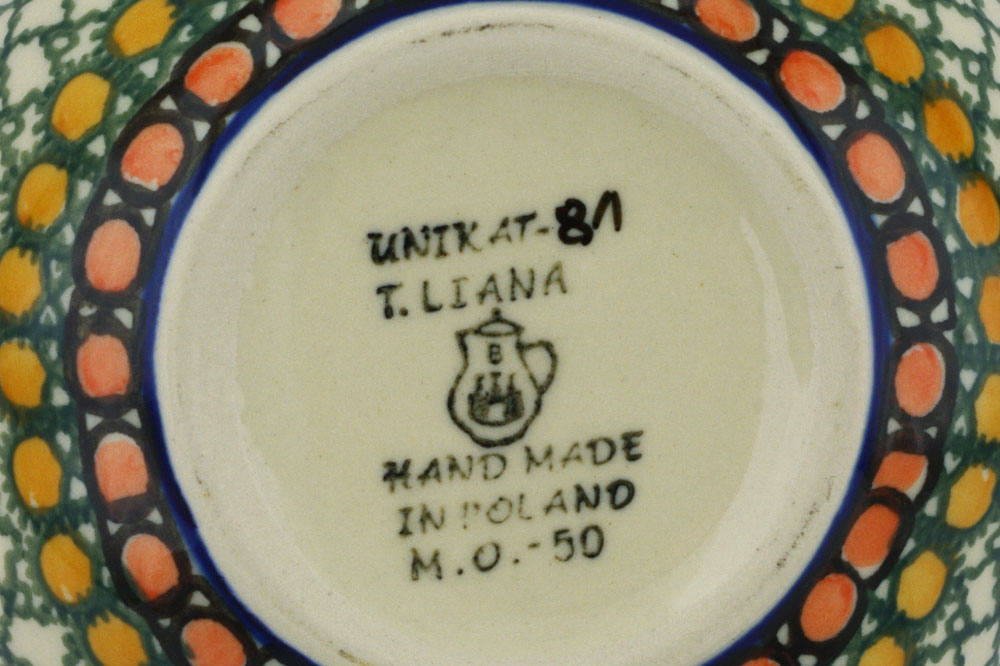 UNIKAT-81
T. LIANA
B
HAND MADE
IN POLAND
M.O.-50